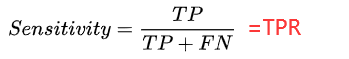 Sensitivity = TP / (TP + FN) =TPR